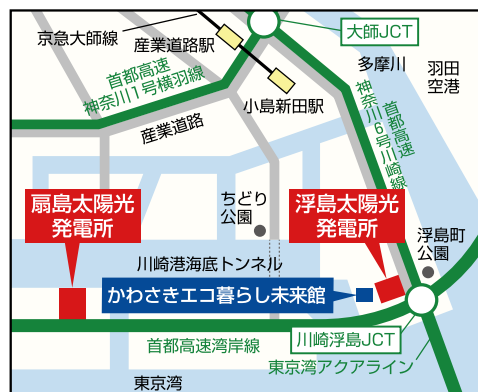 京急大師線
産業道路駅
大師JCT
多摩川
羽田
空港
首都高速
神奈川1号横羽線
小島新田駅
首都高速
神奈川6号川崎線
産業道路
扇島太陽光
発電所
ちどり
公園
浮島太陽光
発電所
浮島町
公園
川崎港海底トンネル
かわさきエコ暮らし未来館
川崎浮島JCT
首都高速湾岸線
東京湾アクアライン
東京湾